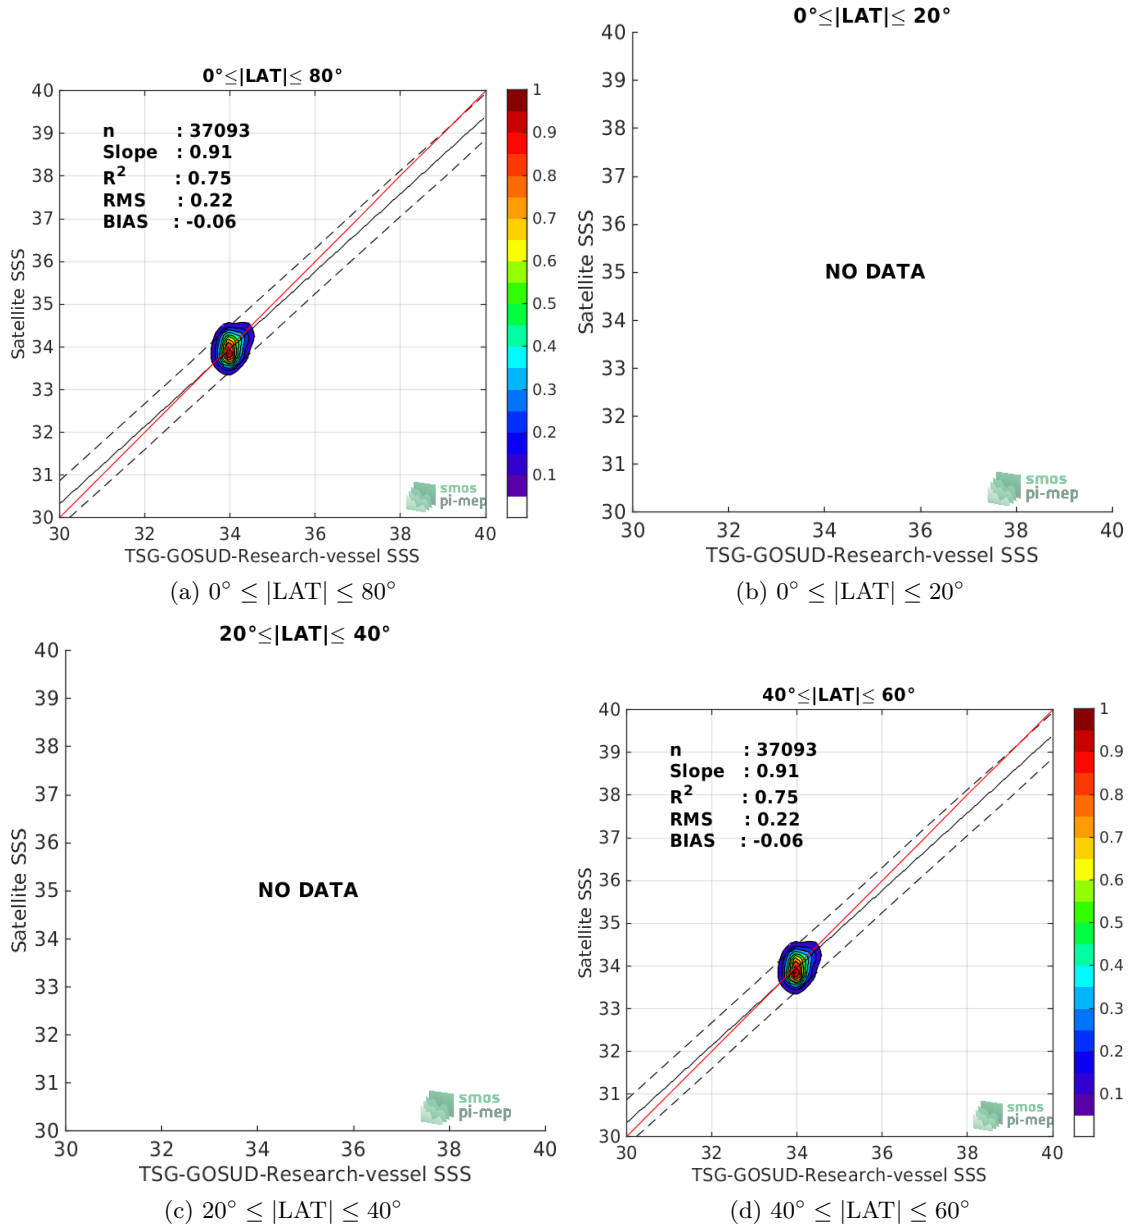 0°≤|LAT|≤ 80°
40
39
38
37
36
35
34
33
32
31
30
Satellite SSS
n : 37093
Slope : 0.91
R² : 0.75
RMS : 0.22
BIAS : -0.06
smos
pi-mep
30 32 34 36 38 40
TSG-GOSUD-Research-vessel SSS
1
0.9
0.8
0.7
0.6
0.5
0.4
0.3
0.2
0.1
(a) 0° ≤ |LAT| ≤ 80°
0°≤|LAT|≤ 20°
40
39
38
37
36
35
34
33
32
31
30
Satellite SSS
NO DATA
smos
pi-mep
30 32 34 36 38 40
TSG-GOSUD-Research-vessel SSS
(b) 0° ≤ |LAT| ≤ 20°
20°≤|LAT|≤ 40°
40
39
38
37
36
35
34
33
32
31
30
Satellite SSS
NO DATA
smos
pi-mep
30 32 34 36 38 40
TSG-GOSUD-Research-vessel SSS
(c) 20° ≤ |LAT| ≤ 40°
40°≤|LAT|≤ 60°
40
39
38
37
36
35
34
33
32
31
30
Satellite SSS
n : 37093
Slope : 0.91
R² : 0.75
RMS : 0.22
BIAS : -0.06
smos
pi-mep
30 32 34 36 38 40
TSG-GOSUD-Research-vessel SSS
1
0.9
0.8
0.7
0.6
0.5
0.4
0.3
0.2
0.1
(d) 40° ≤ |LAT| ≤ 60°